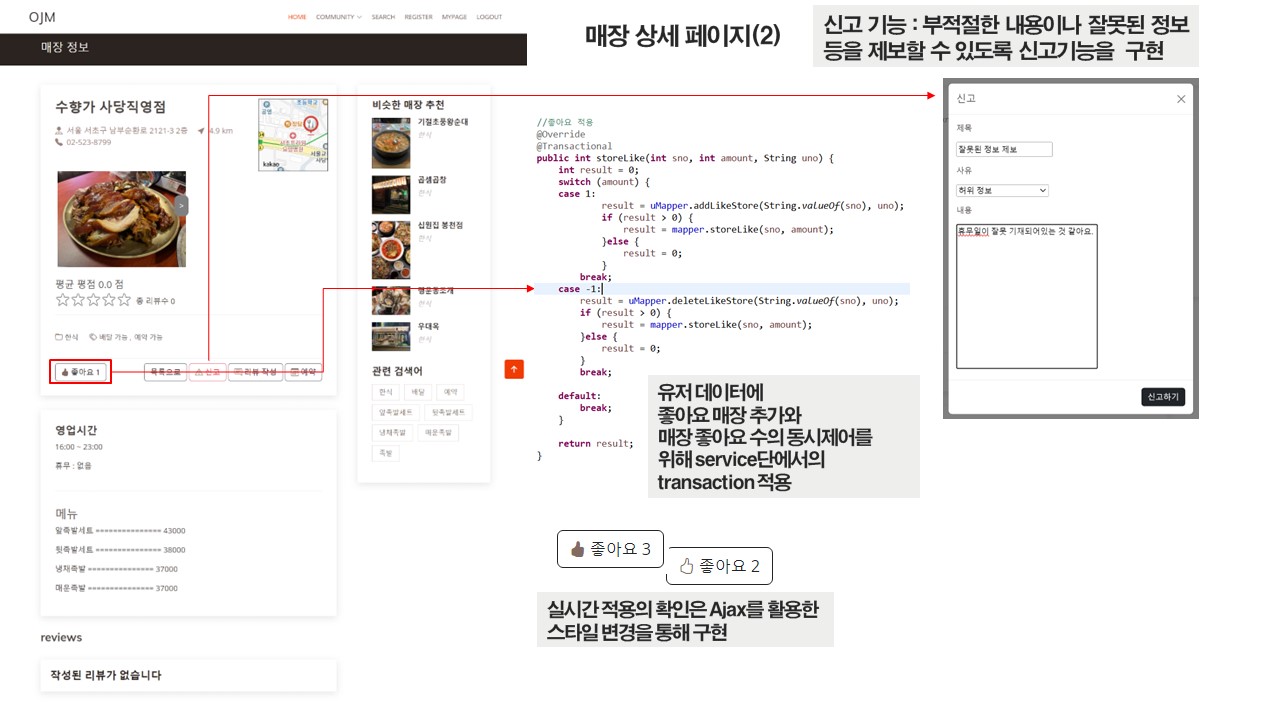 OJM
HOME COMMUNITY SEARCH REGISTER MYPAGE LOGOUT
매장 정보
매장 상세 페이지(2)
신고 기능 : 부적절한 내용이나 잘못된 정보
등을 제보할 수 있도록 신고기능을 구현
수향가 사당직영점
서울 서초구 남부순환로 2121-3 2층
4.9 km
02-523-8799
kakao
>
평균 평점 0.0 점
총 리뷰수 0
한식
배달 가능 , 예약 가능
좋아요 1
목록으로
신고
리뷰 작성
예약
영업시간
16:00 ~ 23:00
휴무 : 없음
메뉴
앞족발세트 =============== 43000
뒷족발세트 =============== 38000
냉채족발 =============== 37000
매운족발 =============== 37000
reviews
작성된 리뷰가 없습니다
비슷한 매장 추천
기절초풍왕순대
한식
곱셈곱창
한식
십원집 봉천점
한식
한식
우대옥
한식
관련 검색어
한식 배달 예약
앞족발세트 뒷족발세트
냉채족발 매운족발
족발
//좋아요 적용
@Override
@Transactional
public int storeLike(int sno, int amount, String uno) {
int result = 0;
switch (amount) {
case 1:
result = uMapper.addLikeStore(String.valueOf(sno), uno);
if (result > 0) {
result = mapper.storeLike(sno, amount);
}else {
result = 0;
}
break;
case -1:
result = uMapper.deleteLikeStore(String.valueOf(sno), uno);
if (result > 0) {
result = mapper.storeLike(sno, amount);
}else {
result = 0;
}
break;
default:
break;
}
return result;
}
유저 데이터에
좋아요 매장 추가와
매장 좋아요 수의 동시제어를
위해 service단에서의
transaction 적용
좋아요 3
좋아요 2
실시간 적용의 확인은 Ajax를 활용한
스타일 변경을 통해 구현
신고
제목
잘못된 정보 제보
사유
허위 정보
내용
휴무일이 잘못 기재되어있는 것 같아요.
신고하기